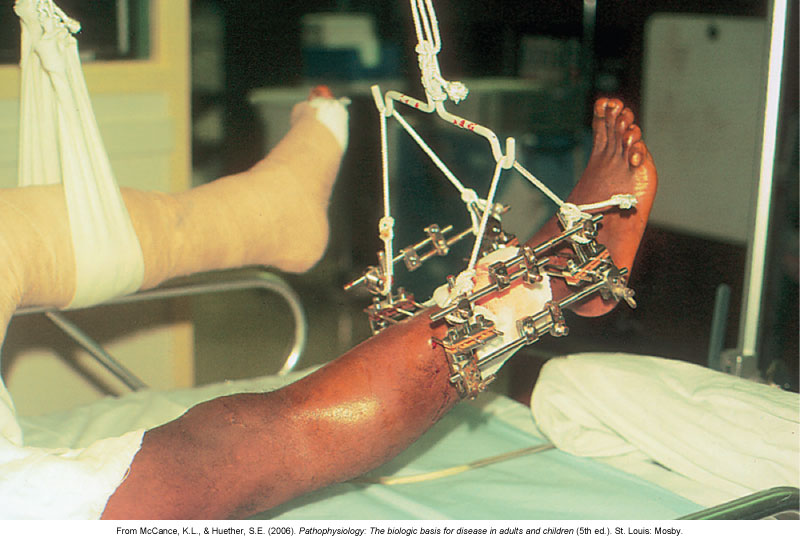 From McCance, K.L., & Huether, S.E. (2006). Pathophysiology: The biologic basis for disease in adults and children (5th ed.). St. Louis: Mosby.